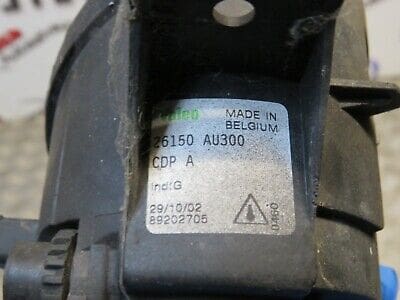 Valeo
MADE IN
BELGIUM
26150 AU300
CDP A
Ind:G
29/10/02
89202705